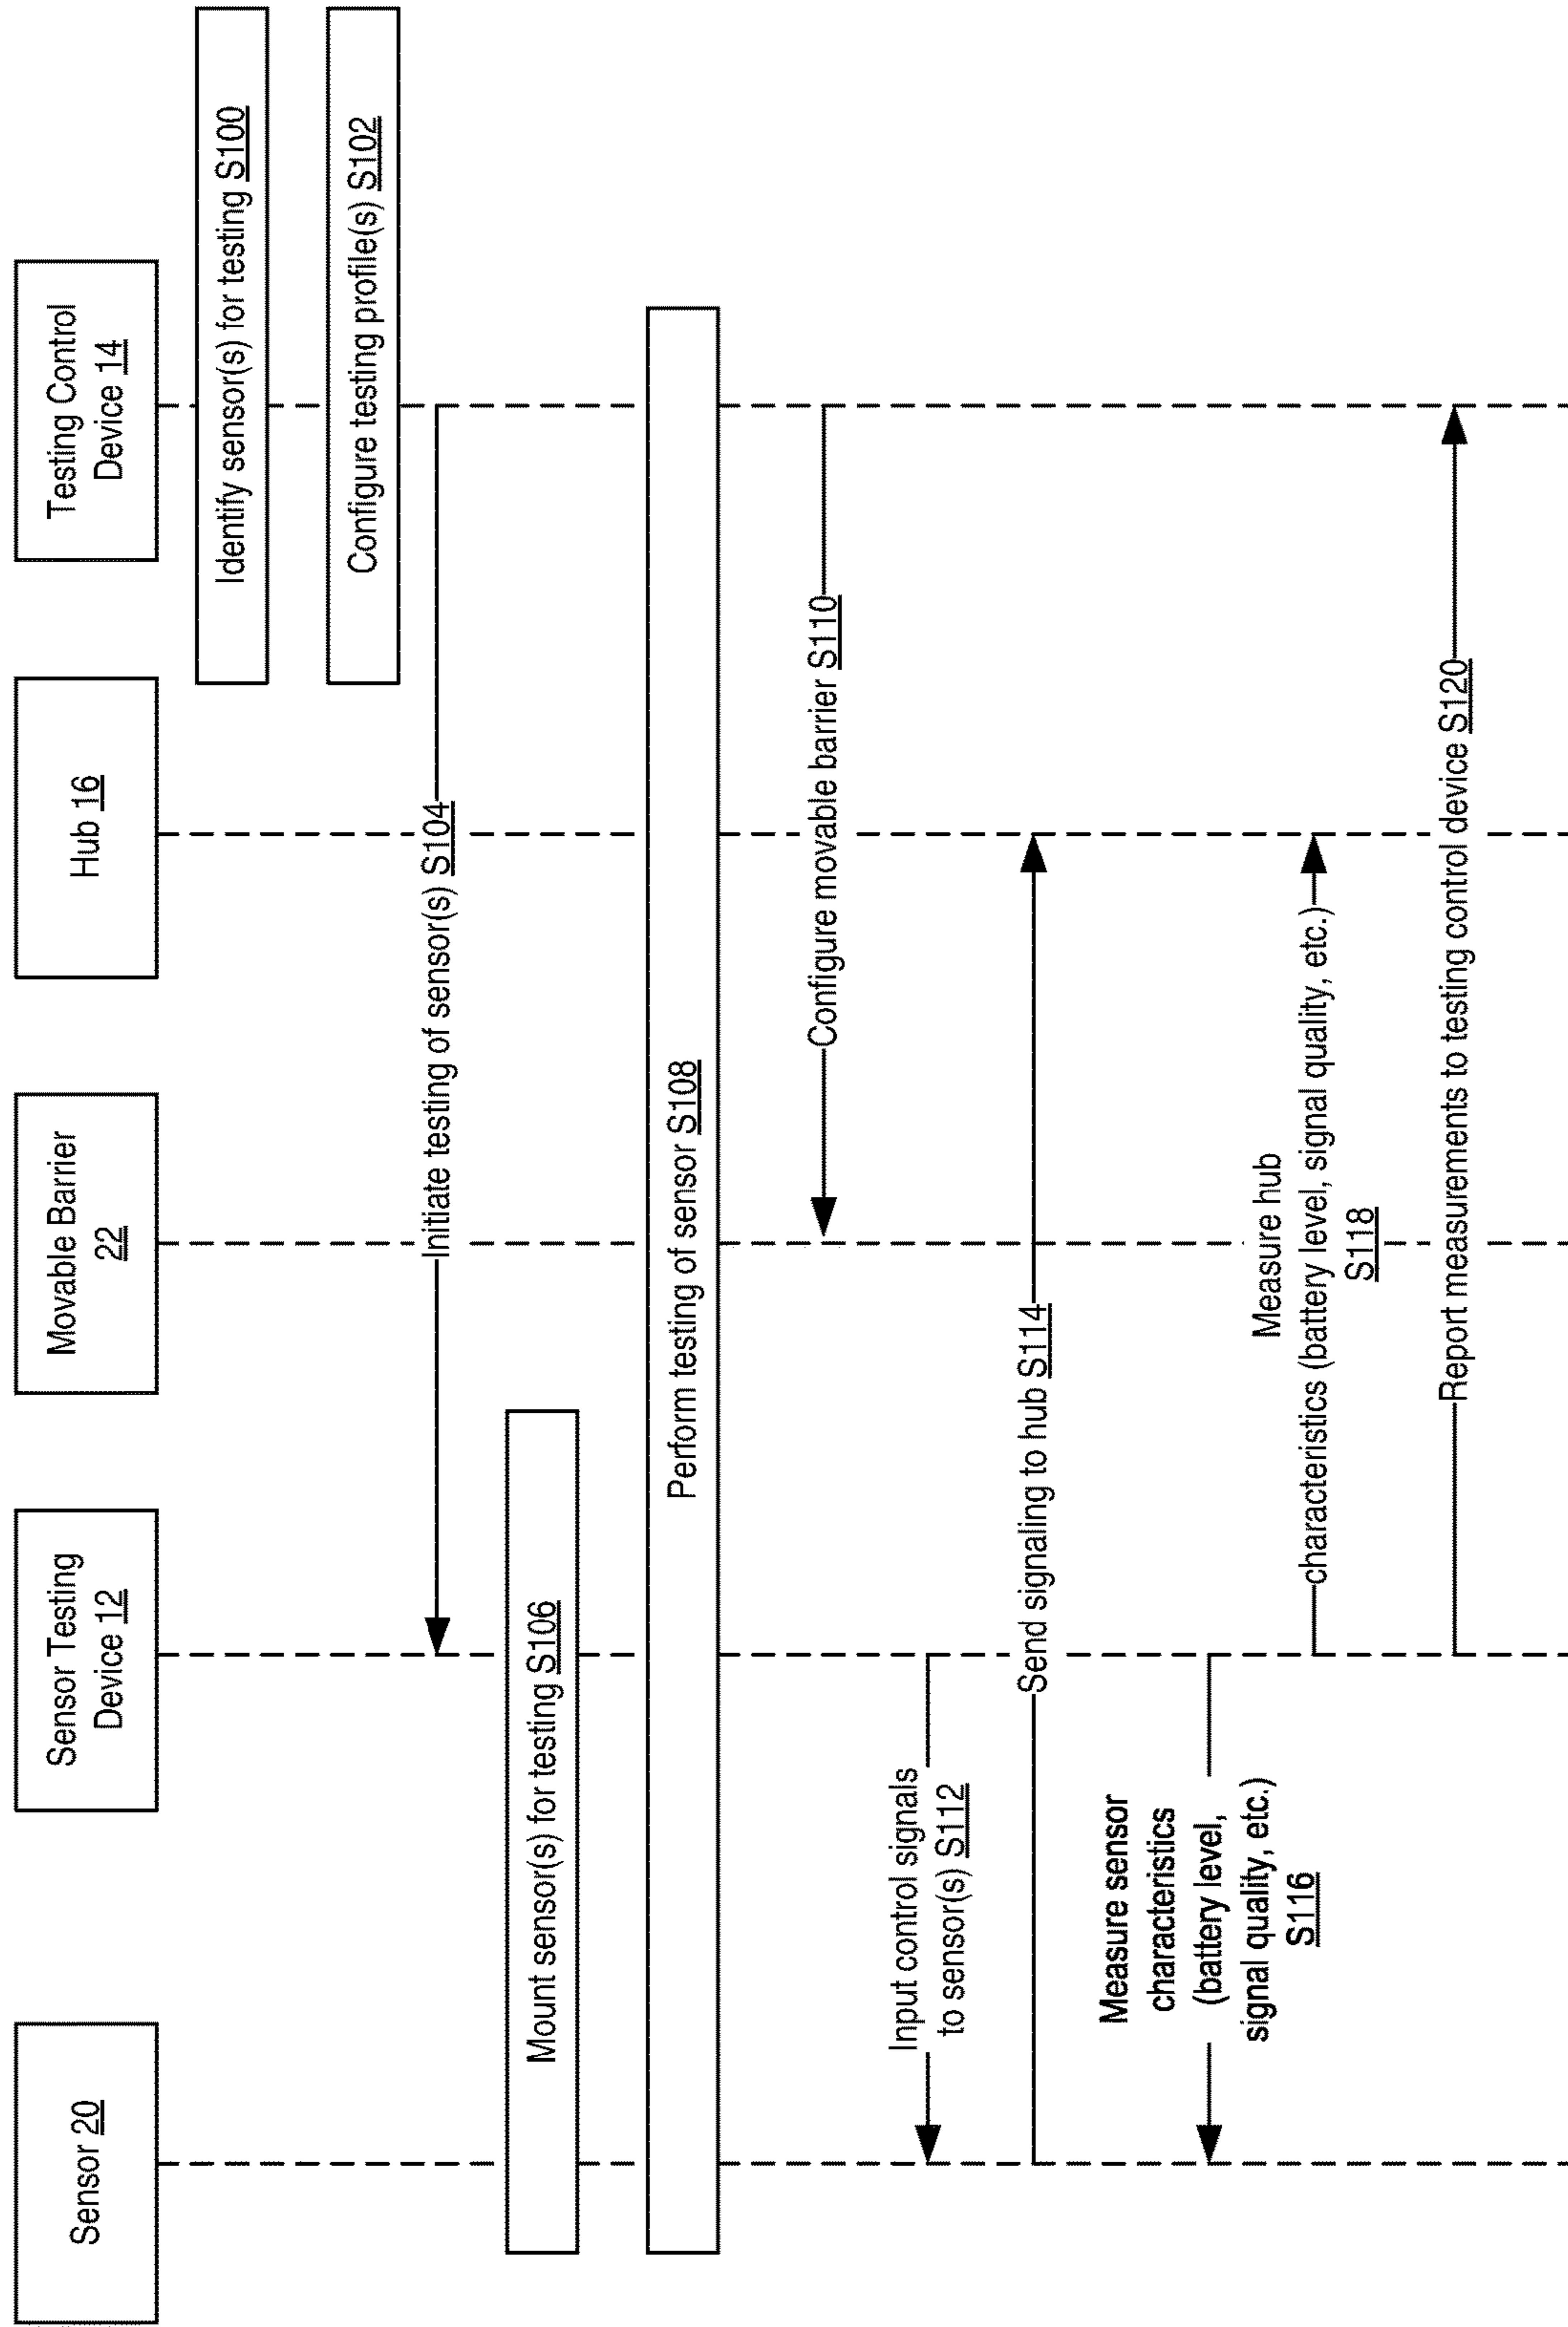 Sensor 20
Sensor Testing
Device 12
Movable Barrier
22
Hub 16
Testing Control
Device 14
Identify sensor(s) for testing S100
Configure testing profile(s) S102
Initiate testing of sensor(s) S104
Mount sensor(s) for testing S106
Perform testing of sensor S108
Configure movable barrier S110
Input control signals
to sensor(s) S112
Send signaling to hub S114
Measure sensor
characteristics
(battery level,
signal quality, etc.)
S116
Measure hub
characteristics (battery level, signal quality, etc.)
S118
Report measurements to testing control device S120